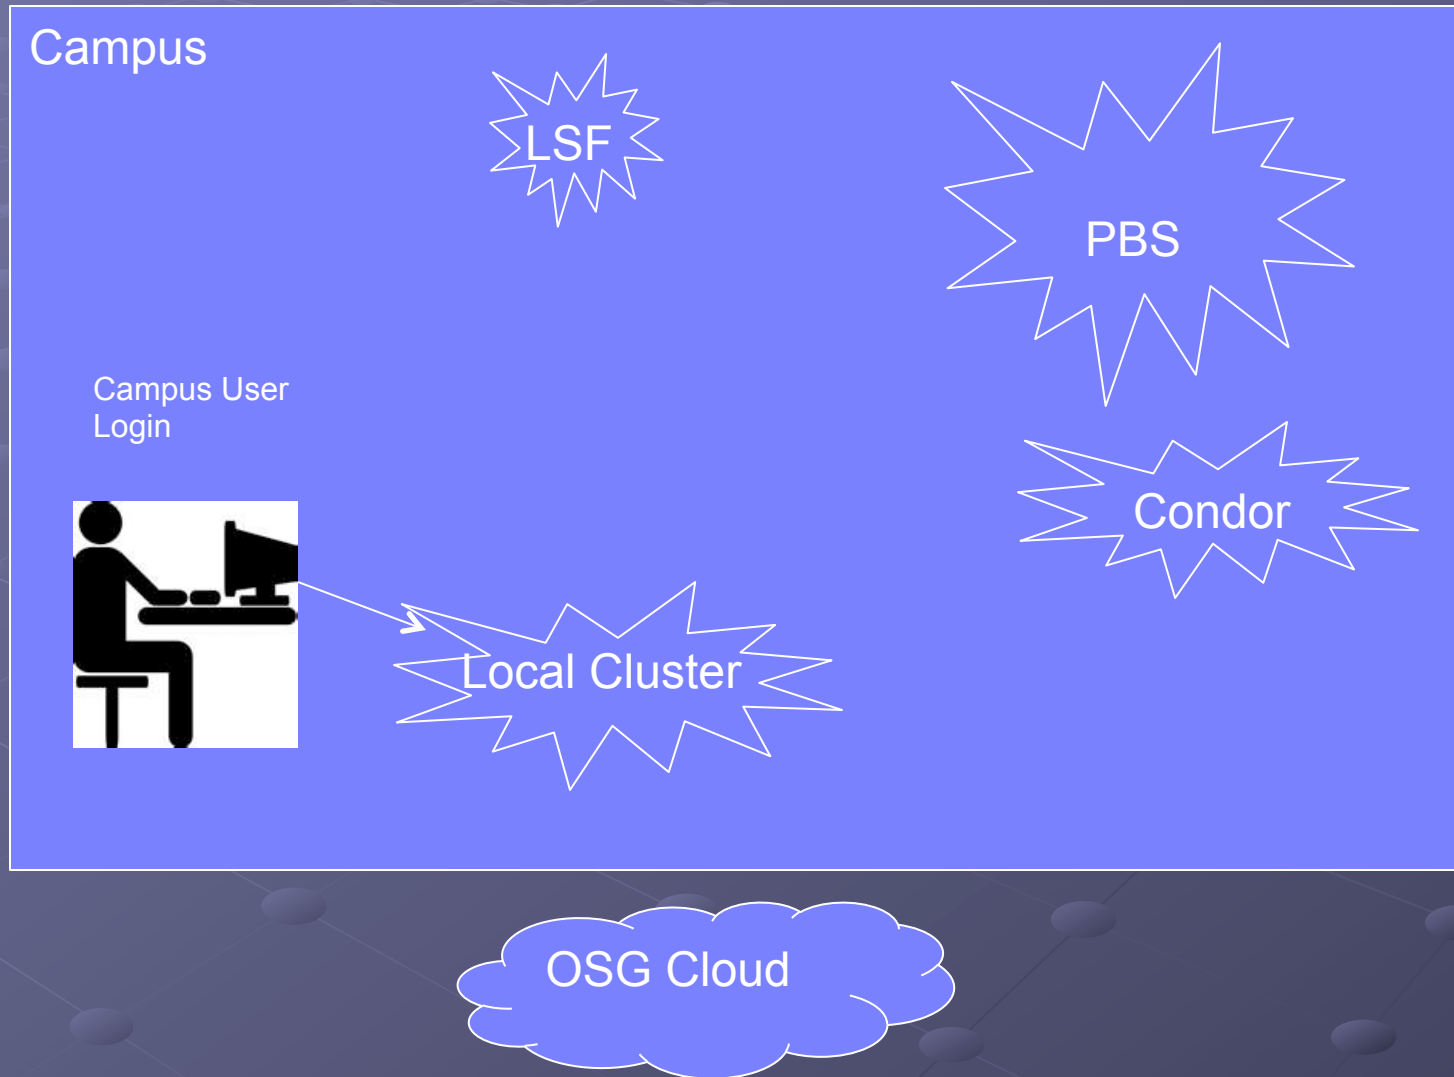 Campus
LSF
PBS
Campus User
Login
Condor
Local Cluster
OSG Cloud